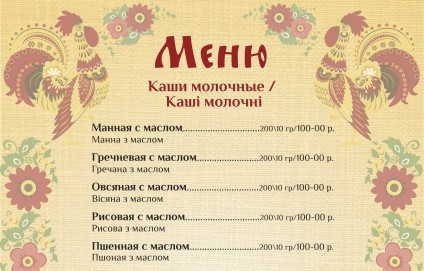 Меню
Каши молочные /
Каші молочні
Манная с маслом..............................200\10 гр/100-00 р.
Манна з маслом
Гречневая с маслом........................200\10 гр/100-00 р.
Гречана з маслом
Овсяная с маслом............................200\10 гр/100-00 р.
Вісяна з маслом
Рисовая с маслом.............................200\10 гр/100-00 р.
Рисова з маслом
Пшенная с маслом...........................200\10 гр/100-00 р.
Пшоная з маслом